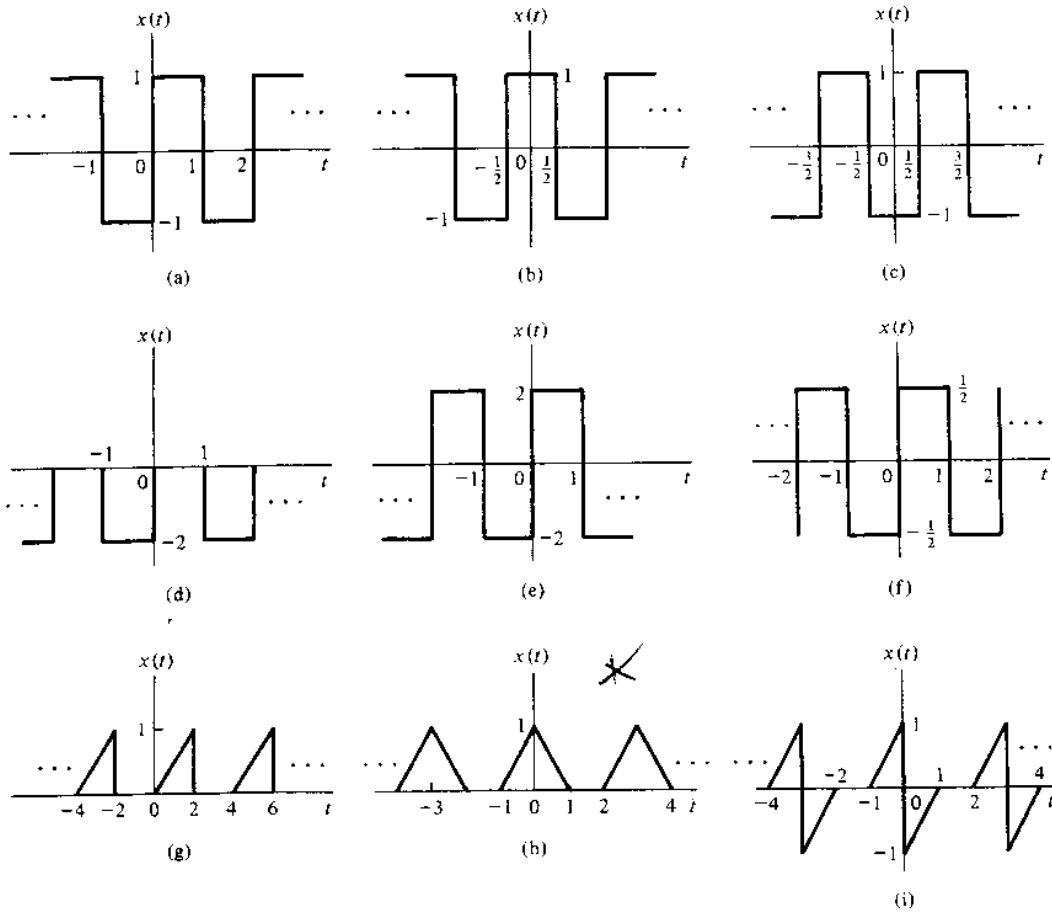 x(t) x(t) x(t)
1 1 1
. . . . . . . . . . . . . . .
-1 0 1 2 t -1/2 0 1/2 t -3/2 -1/2 0 1/2 3/2 t
-1 -1 -1
(a) (b) (c)
x(t) x(t) x(t)
2 1/2
-1 1 . . . . . .
0 t -1 0 1 t -2 -1 0 1 2 t
. . . . . . . . . . . .
-2 -2 -1/2
(d) (e) (f)
x(t) x(t) x(t)
1 1 1
. . . . . . . . . . . . . . . . . .
-2 1 4
-4 -2 0 2 4 6 t -3 -1 0 1 2 4 t -4 -1 0 2 t
-1
(g) (h) (i)